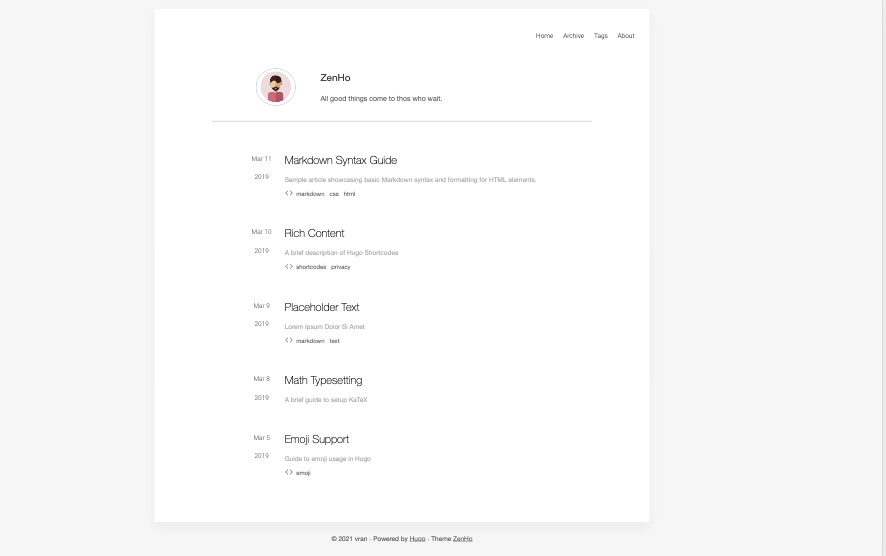 Home Archive Tags About
ZenHo
All good things come to thos who wait.
Mar 11
2019
Markdown Syntax Guide
Sample article showcasing basic Markdown syntax and formatting for HTML elements.
<> markdown css html
Mar 10
2019
Rich Content
A brief description of Hugo Shortcodes
<> shortcodes privacy
Mar 9
2019
Placeholder Text
Lorem Ipsum Dolor Si Amet
<> markdown text
Mar 8
2019
Math Typesetting
A brief guide to setup KaTeX
Mar 5
2019
Emoji Support
Guide to emoji usage in Hugo
<> emoji
© 2021 vran · Powered by Hugo · Theme ZenHo